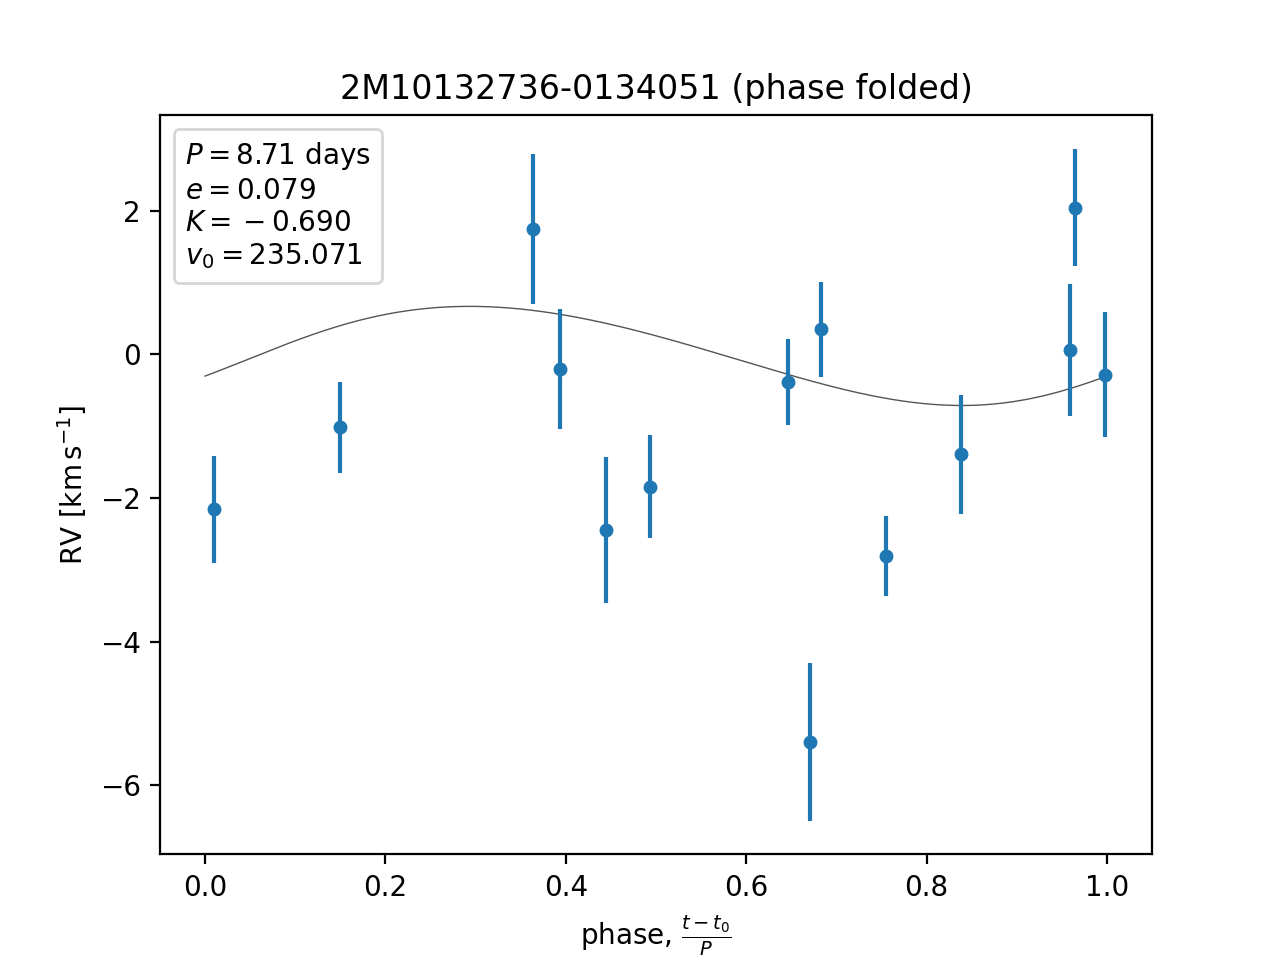 2M10132736-0134051 (phase folded)
P = 8.71 days
e = 0.079
K = −0.690
v₀ = 235.071
RV [km s⁻¹]
2
0
−2
−4
−6
0.0 0.2 0.4 0.6 0.8 1.0
phase, (t − t₀)/P